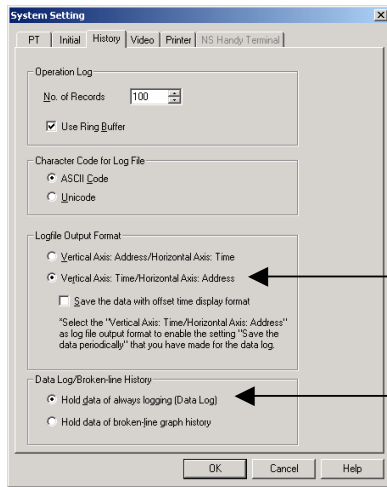 System Setting
PT Initial History Video Printer NS Handy Terminal
Operation Log
No. of Records 100
Use Ring Buffer
Character Code for Log File
ASCII Code
Unicode
Logfile Output Format
Vertical Axis: Address/Horizontal Axis: Time
Vertical Axis: Time/Horizontal Axis: Address
Save the data with offset time display format
"Select the "Vertical Axis: Time/Horizontal Axis: Address"
as log file output format to enable the setting "Save the
data periodically" that you have made for the data log.
Data Log/Broken-line History
Hold data of always logging (Data Log)
Hold data of broken-line graph history
OK Cancel Help